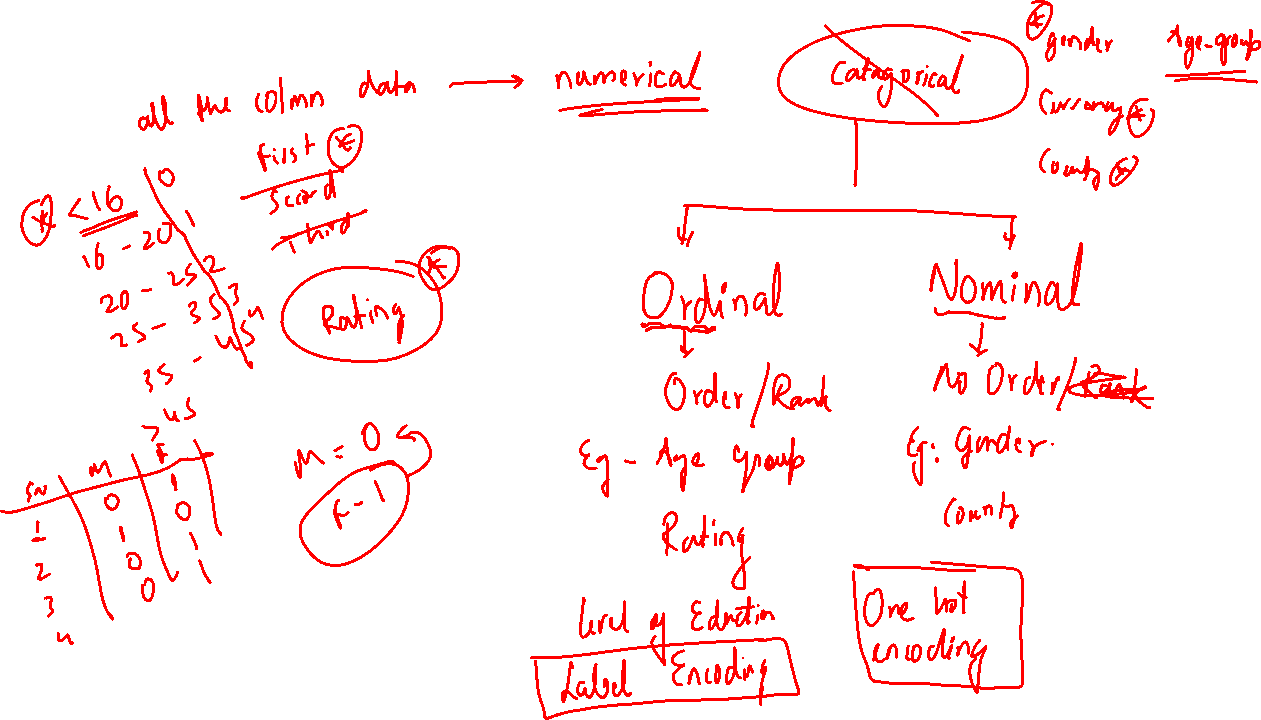 all the colmn data → numerical
Catagorical
gender
Age-group
Currency
County
First
Second
Third
<16 0
16 - 20 1
20 - 25 2
25 - 35 3
35 - 45 4
> 45
Rating
Ordinal
Order/Rank
Eg - Age group
Rating
level of Eduction
Label Encoding
Nominal
No Order/Rank
Eg: Gender
County
One hot
encoding
M = 0
F - 1
SN M F
1 0 1
2 1 0
3 0 1
4 0 1